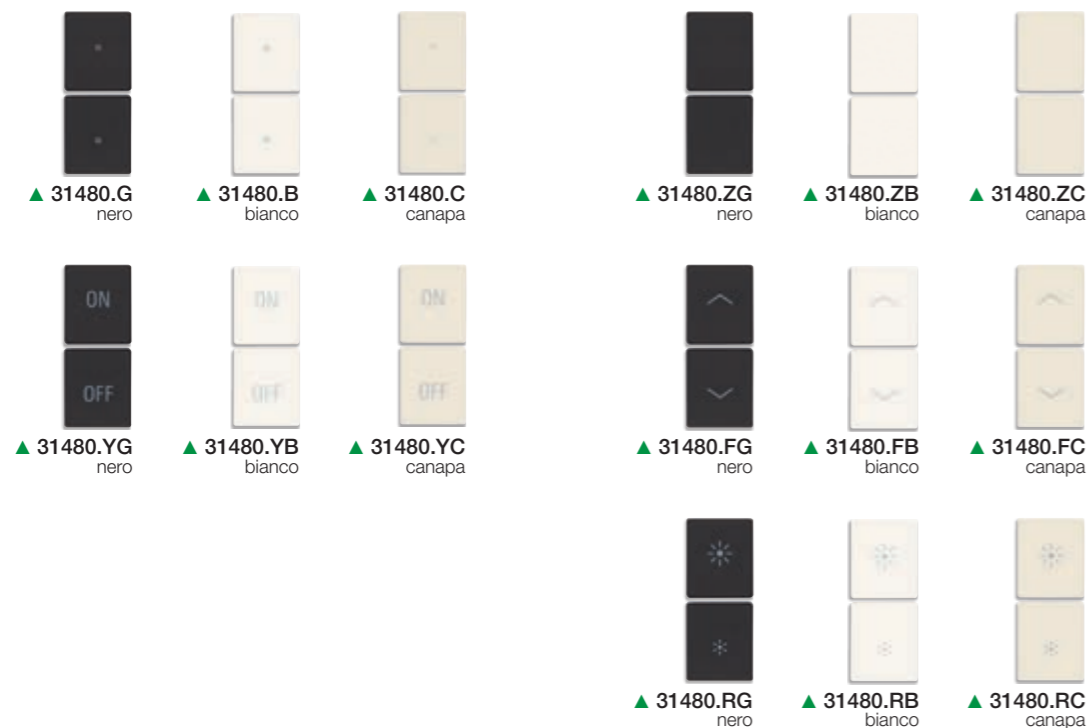 ▲ 31480.G
nero
▲ 31480.B
bianco
▲ 31480.C
canapa
▲ 31480.ZG
nero
▲ 31480.ZB
bianco
▲ 31480.ZC
canapa
ON
OFF
▲ 31480.YG
nero
ON
OFF
▲ 31480.YB
bianco
ON
OFF
▲ 31480.YC
canapa
▲ 31480.FG
nero
▲ 31480.FB
bianco
▲ 31480.FC
canapa
▲ 31480.RG
nero
▲ 31480.RB
bianco
▲ 31480.RC
canapa